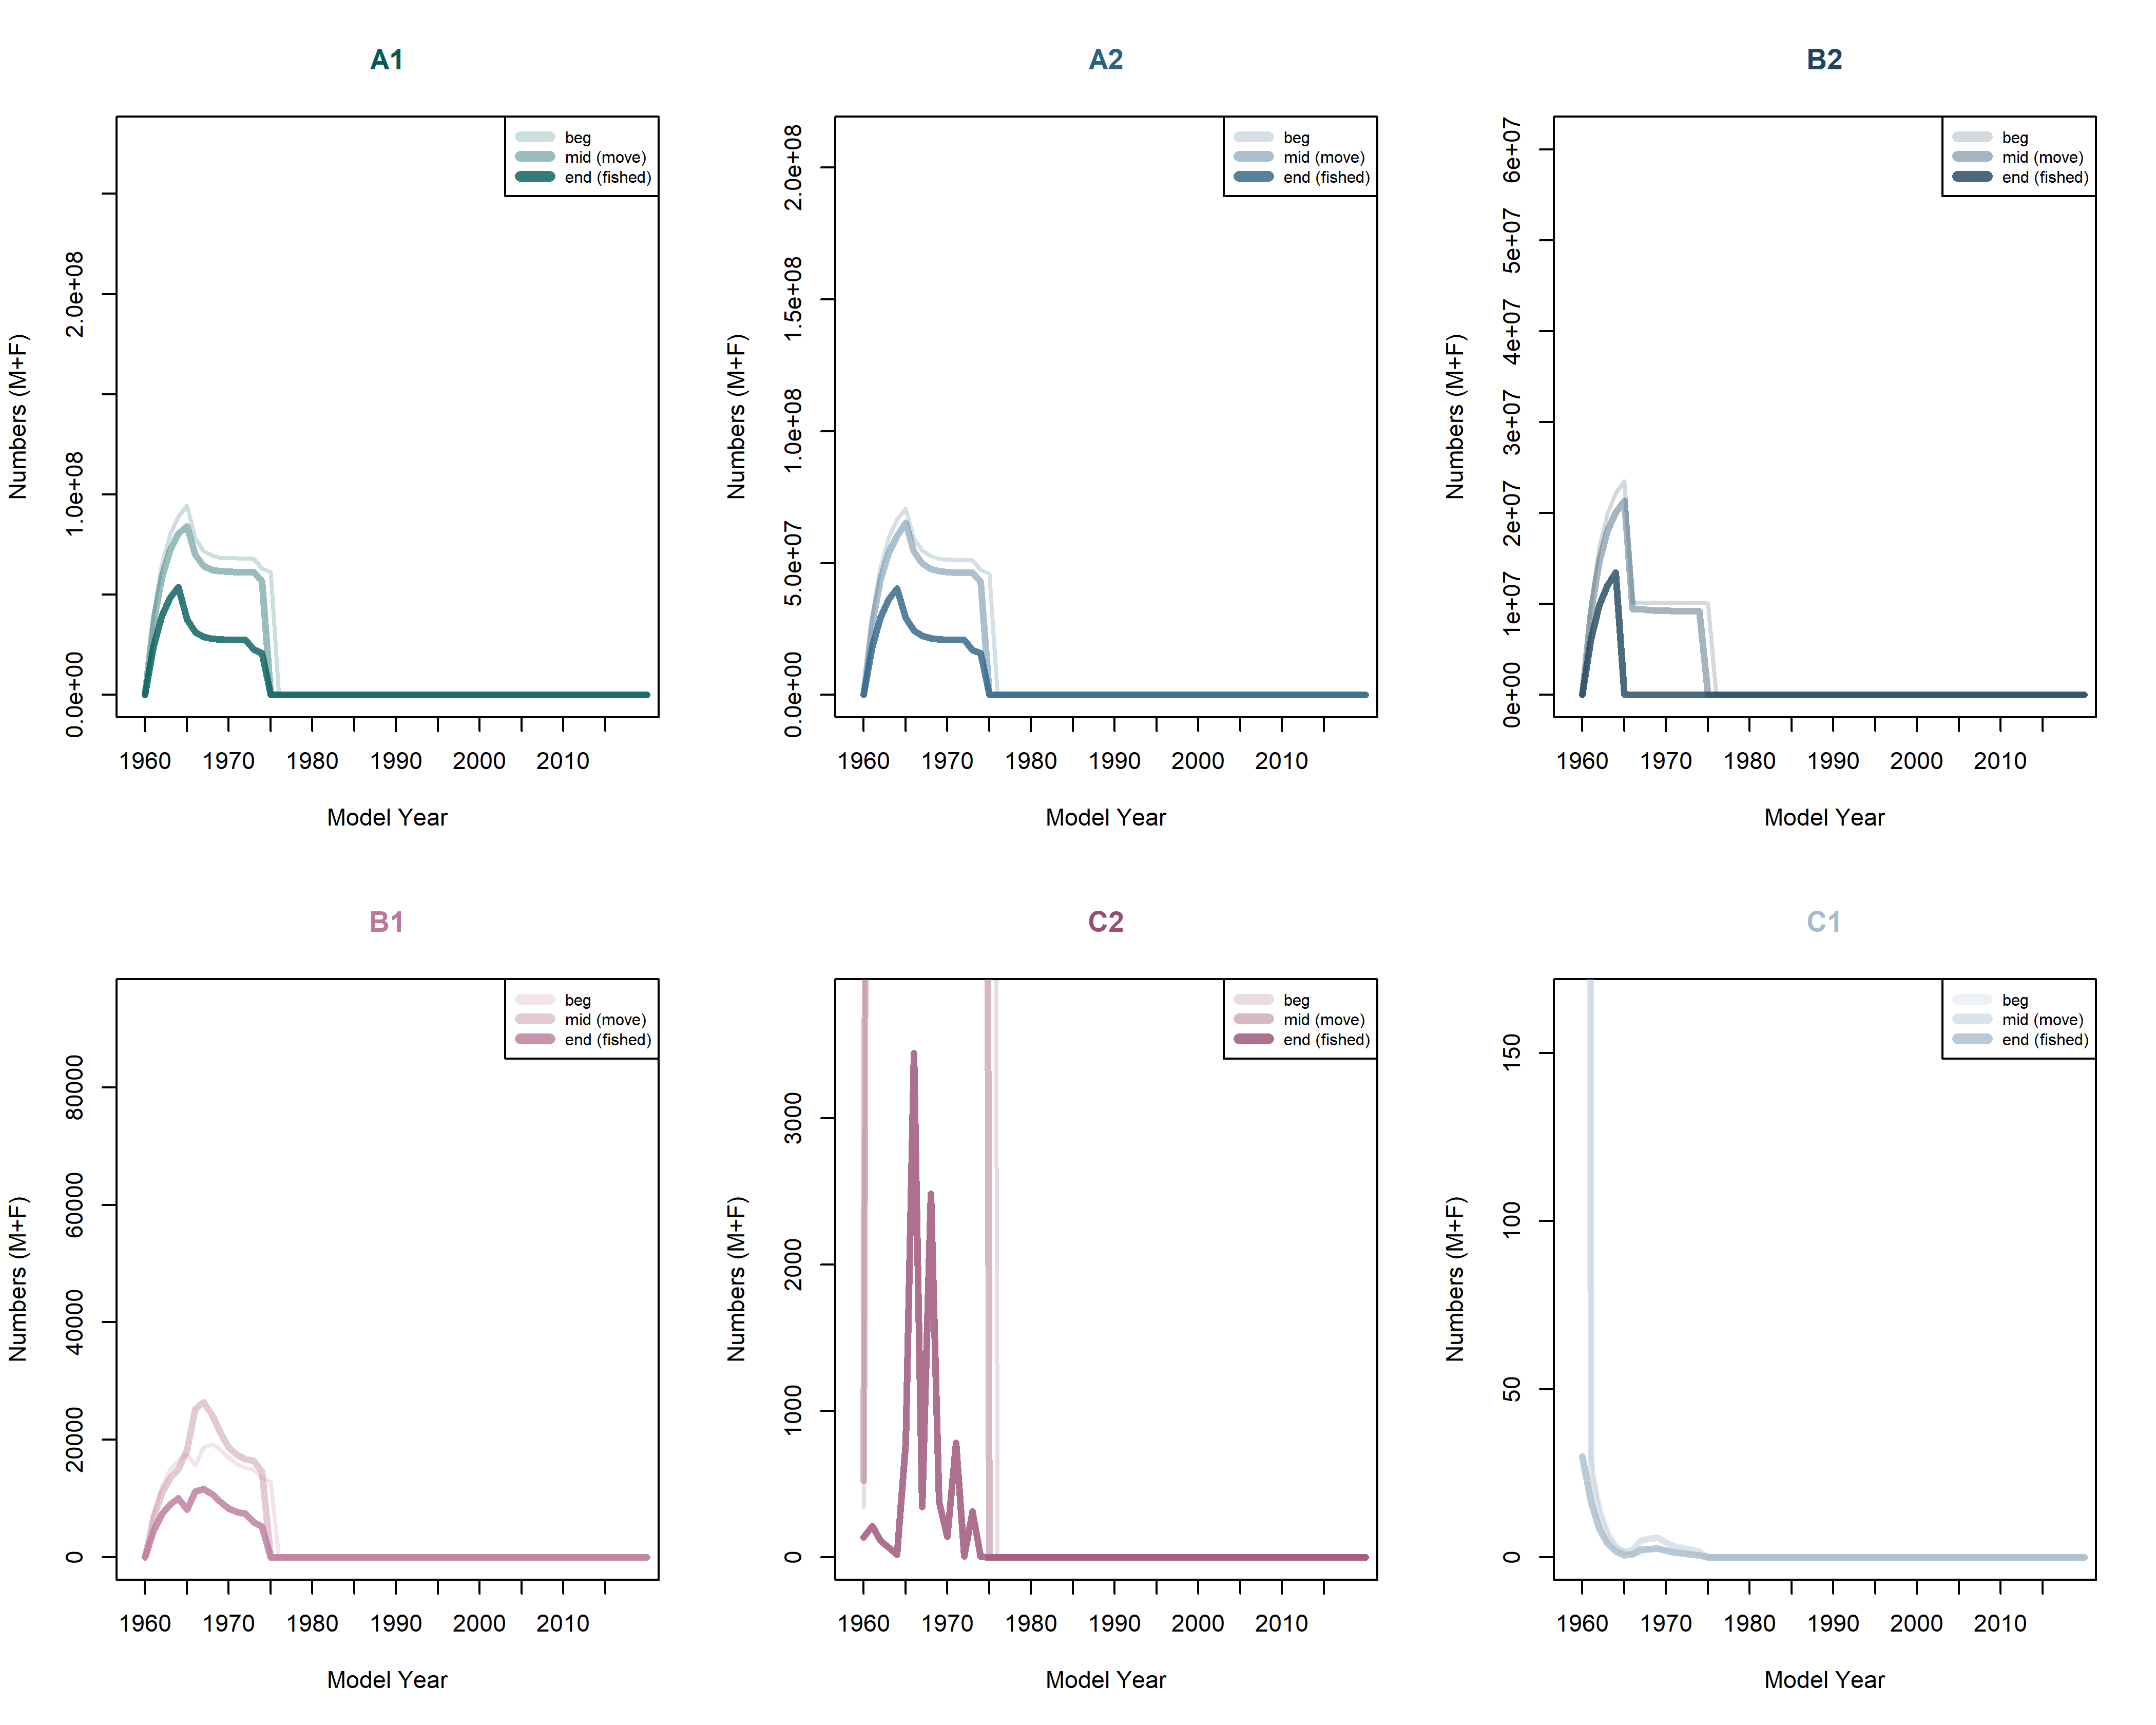 A1
beg
mid (move)
end (fished)
Numbers (M+F)
0.0e+00 1.0e+08 2.0e+08
1960 1970 1980 1990 2000 2010
Model Year
A2
beg
mid (move)
end (fished)
Numbers (M+F)
0.0e+00 5.0e+07 1.0e+08 1.5e+08 2.0e+08
1960 1970 1980 1990 2000 2010
Model Year
B2
beg
mid (move)
end (fished)
Numbers (M+F)
0e+00 1e+07 2e+07 3e+07 4e+07 5e+07 6e+07
1960 1970 1980 1990 2000 2010
Model Year
B1
beg
mid (move)
end (fished)
Numbers (M+F)
0 20000 40000 60000 80000
1960 1970 1980 1990 2000 2010
Model Year
C2
beg
mid (move)
end (fished)
Numbers (M+F)
0 1000 2000 3000
1960 1970 1980 1990 2000 2010
Model Year
C1
beg
mid (move)
end (fished)
Numbers (M+F)
0 50 100 150
1960 1970 1980 1990 2000 2010
Model Year